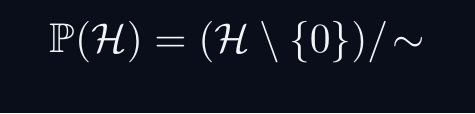 ℙ(ℋ) = (ℋ \ {0})/∼